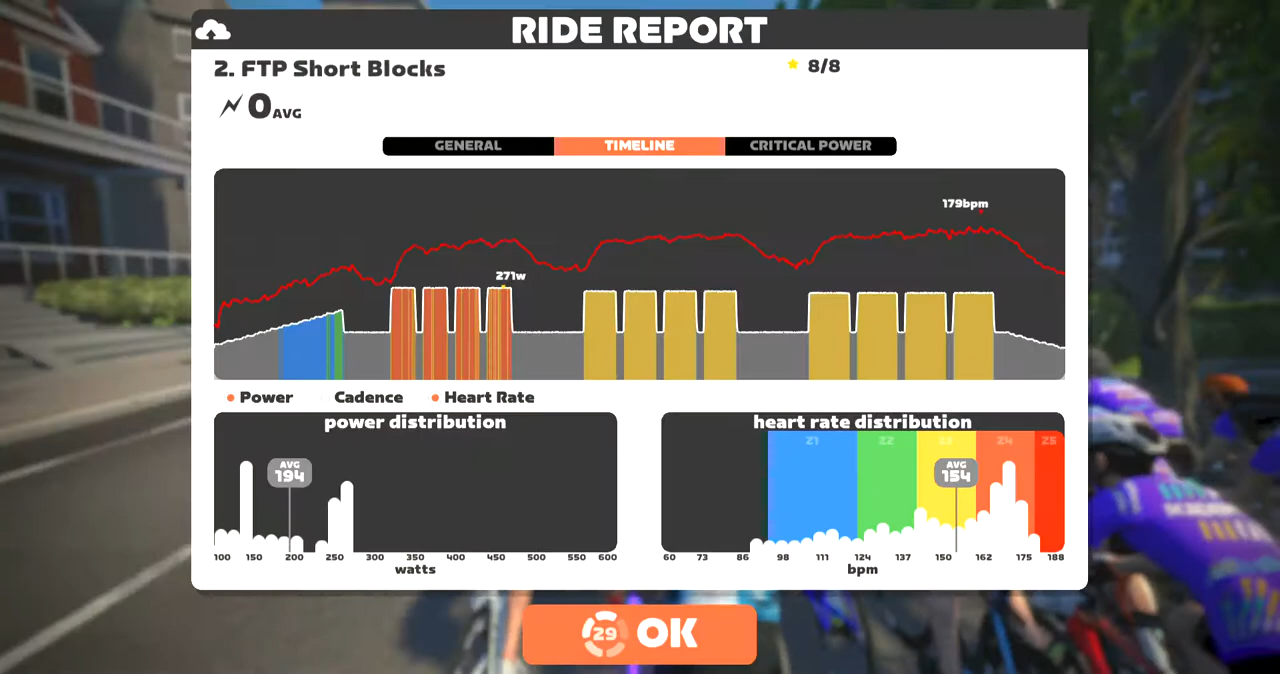 RIDE REPORT
2. FTP Short Blocks
8/8
0 AVG
GENERAL TIMELINE CRITICAL POWER
179bpm
271w
Power Cadence Heart Rate
power distribution
AVG
194
100 150 200 250 300 350 400 450 500 550 600
watts
heart rate distribution
Z1 Z2 Z3 Z4 Z5
AVG
154
60 73 86 98 111 124 137 150 162 175 188
bpm
29 OK